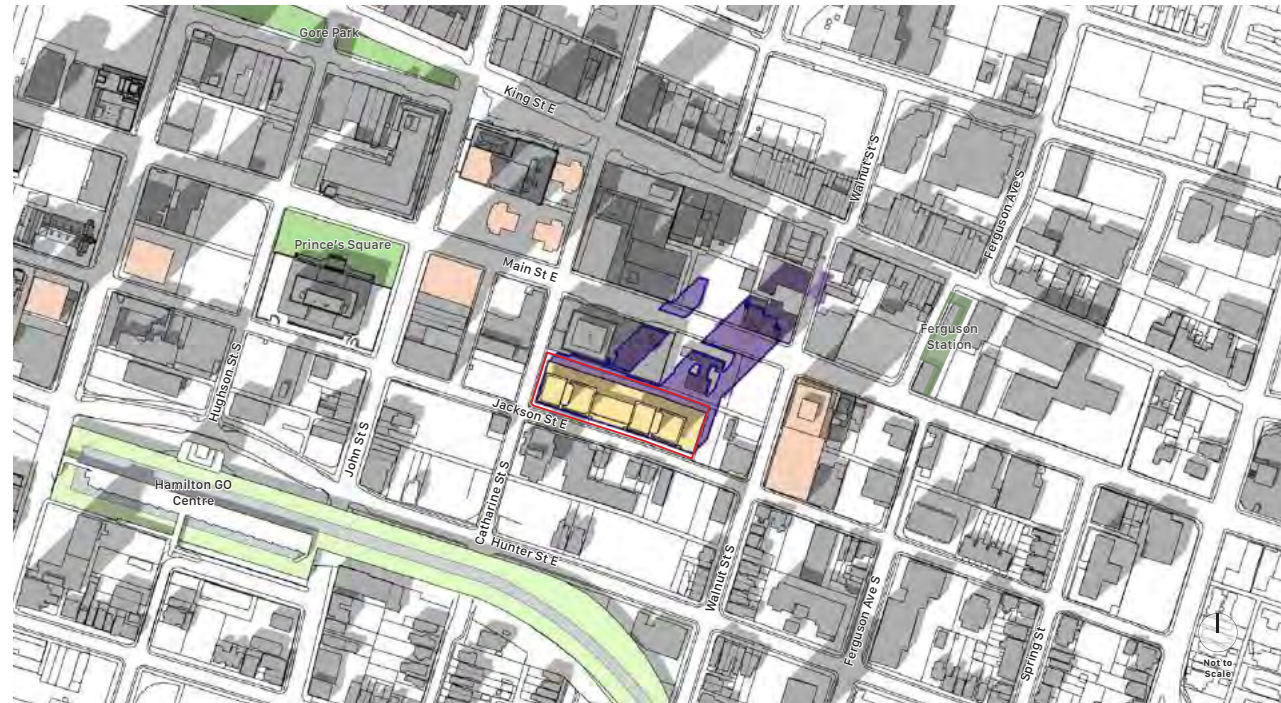 Gore Park
King St E
Walnut St S
Ferguson Ave S
Prince's Square
Main St E
Ferguson
Station
Hughson St S
John St S
Jackson St E
Catharine St S
Hamilton GO
Centre
Hunter St E
Walnut St S
Ferguson Ave S
Spring St
Not to
Scale